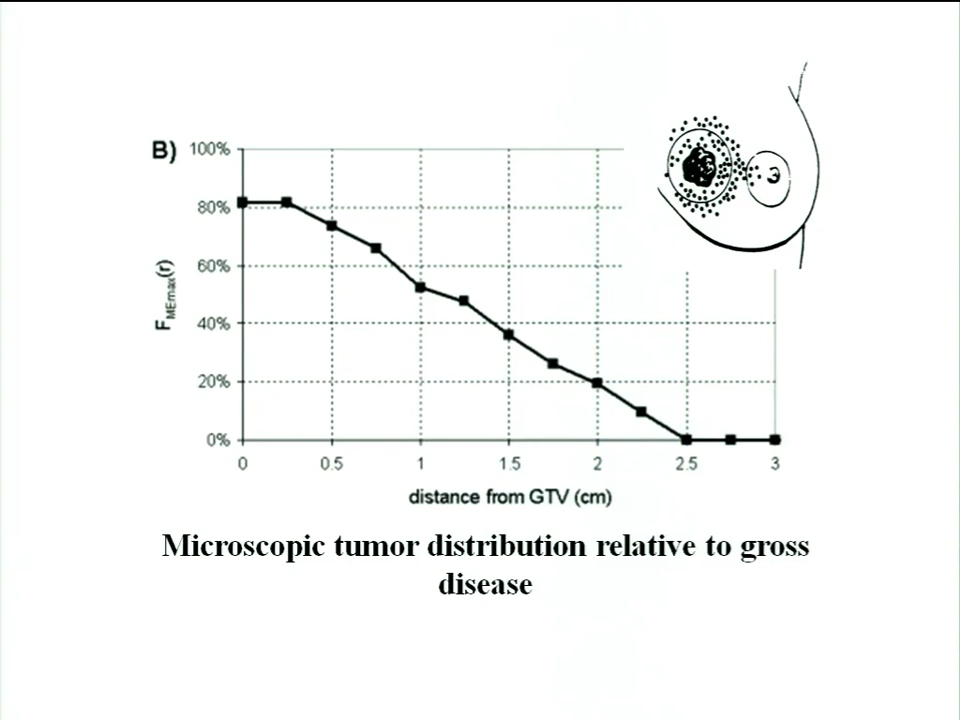 B)
100%
80%
60%
40%
20%
0%
F_MEmax(r)
0 0.5 1 1.5 2 2.5 3
distance from GTV (cm)
Microscopic tumor distribution relative to gross
disease